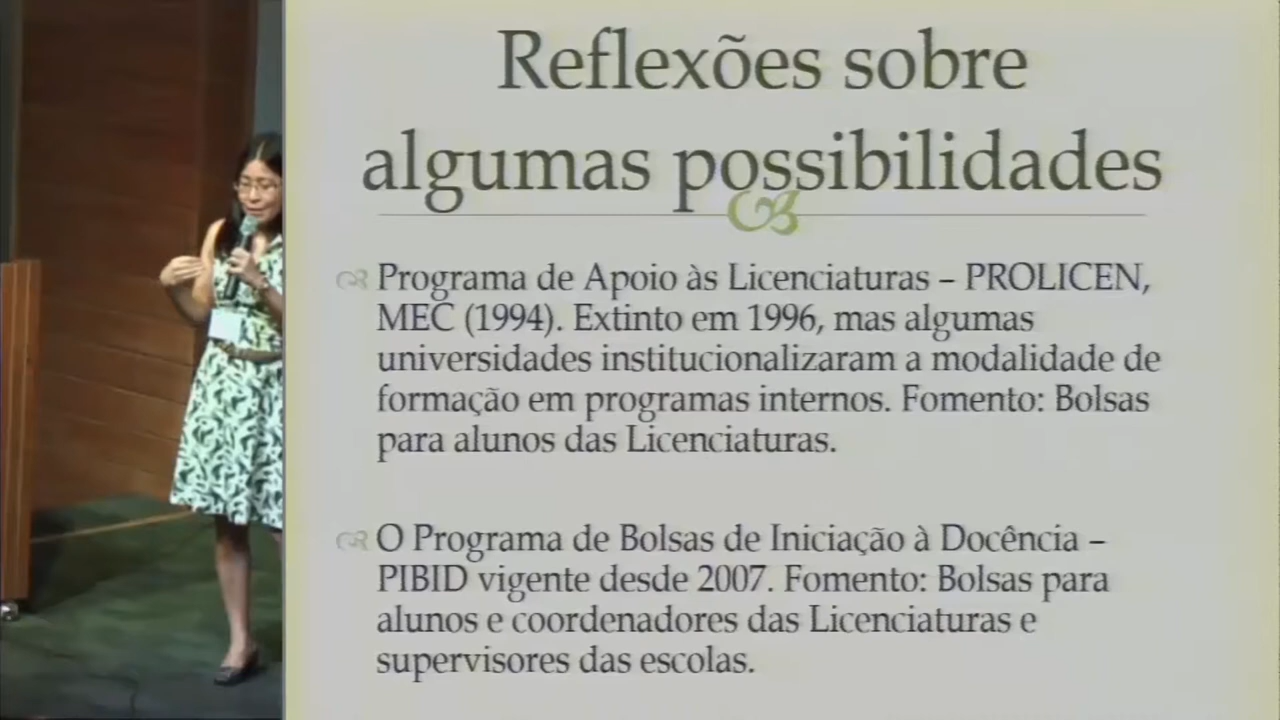 Reflexões sobre
algumas possibilidades
Programa de Apoio às Licenciaturas – PROLICEN,
MEC (1994). Extinto em 1996, mas algumas
universidades institucionalizaram a modalidade de
formação em programas internos. Fomento: Bolsas
para alunos das Licenciaturas.
O Programa de Bolsas de Iniciação à Docência –
PIBID vigente desde 2007. Fomento: Bolsas para
alunos e coordenadores das Licenciaturas e
supervisores das escolas.